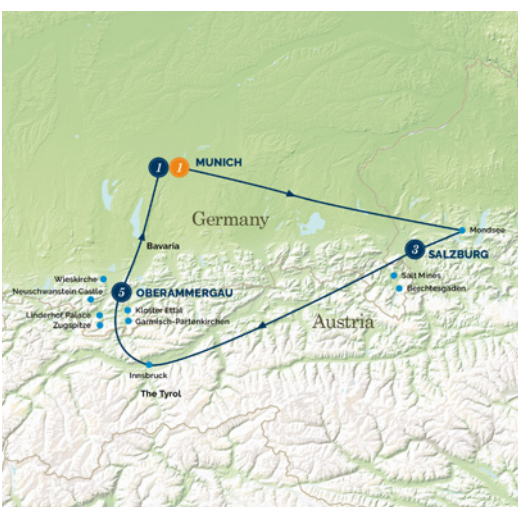 1 1 MUNICH
Germany
Mondsee
Bavaria
3 SALZBURG
Salt Mines
Berchtesgaden
Wieskirche
Neuschwanstein Castle
5 OBERAMMERGAU
Linderhof Palace
Zugspitze
Kloster Ettal
Garmisch-Partenkirchen
Austria
Innsbruck
The Tyrol